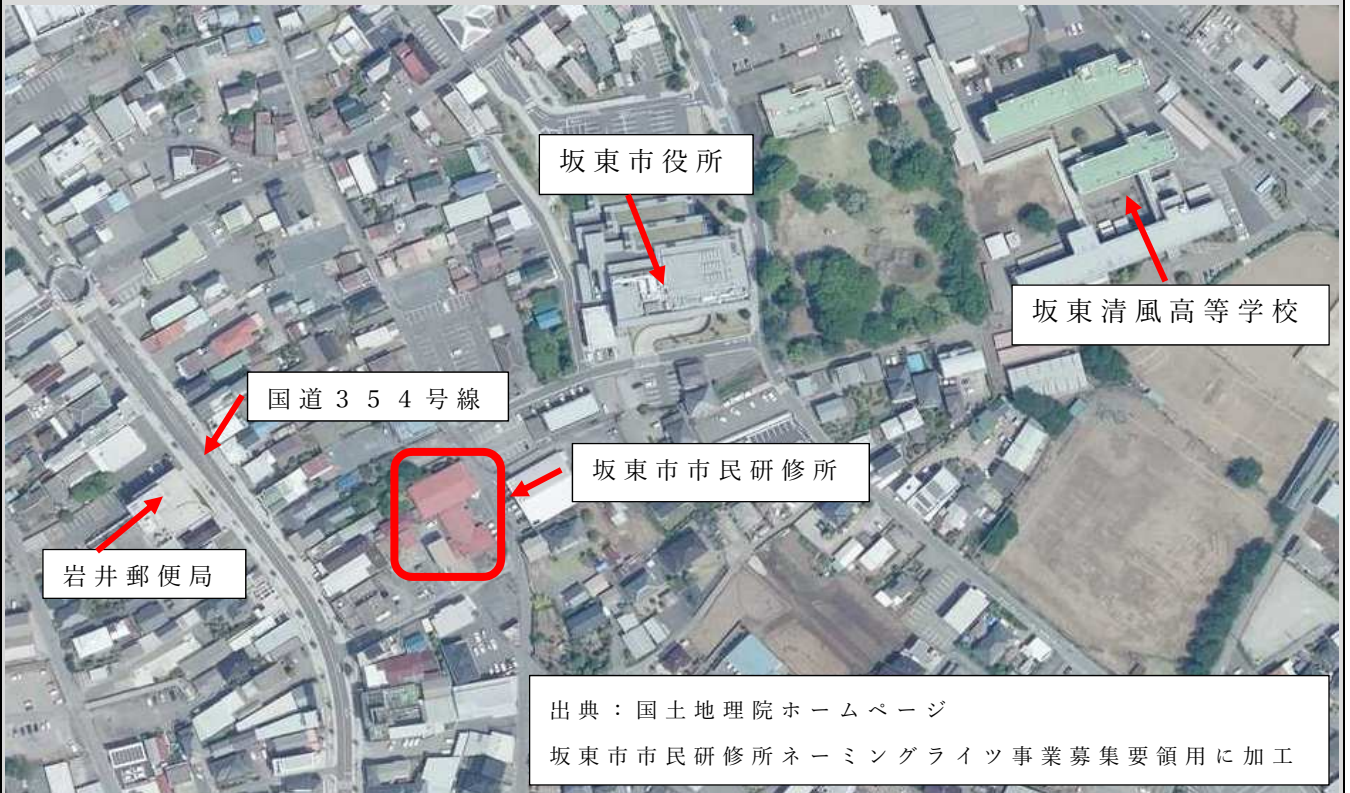 坂東市役所
坂東清風高等学校
国道３５４号線
坂東市市民研修所
岩井郵便局
出典：国土地理院ホームページ
坂東市市民研修所ネーミングライツ事業募集要領用に加工